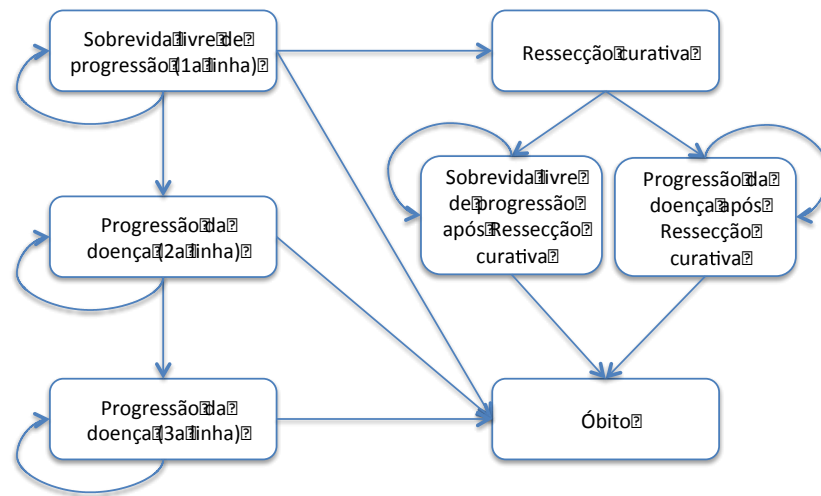 Sobrevida livre de
progressão (1a linha)
Ressecção curativa
Sobrevida livre
de progressão
após Ressecção
curativa
Progressão da
doença após
Ressecção
curativa
Progressão da
doença (2a linha)
Progressão da
doença (3a linha)
Óbito